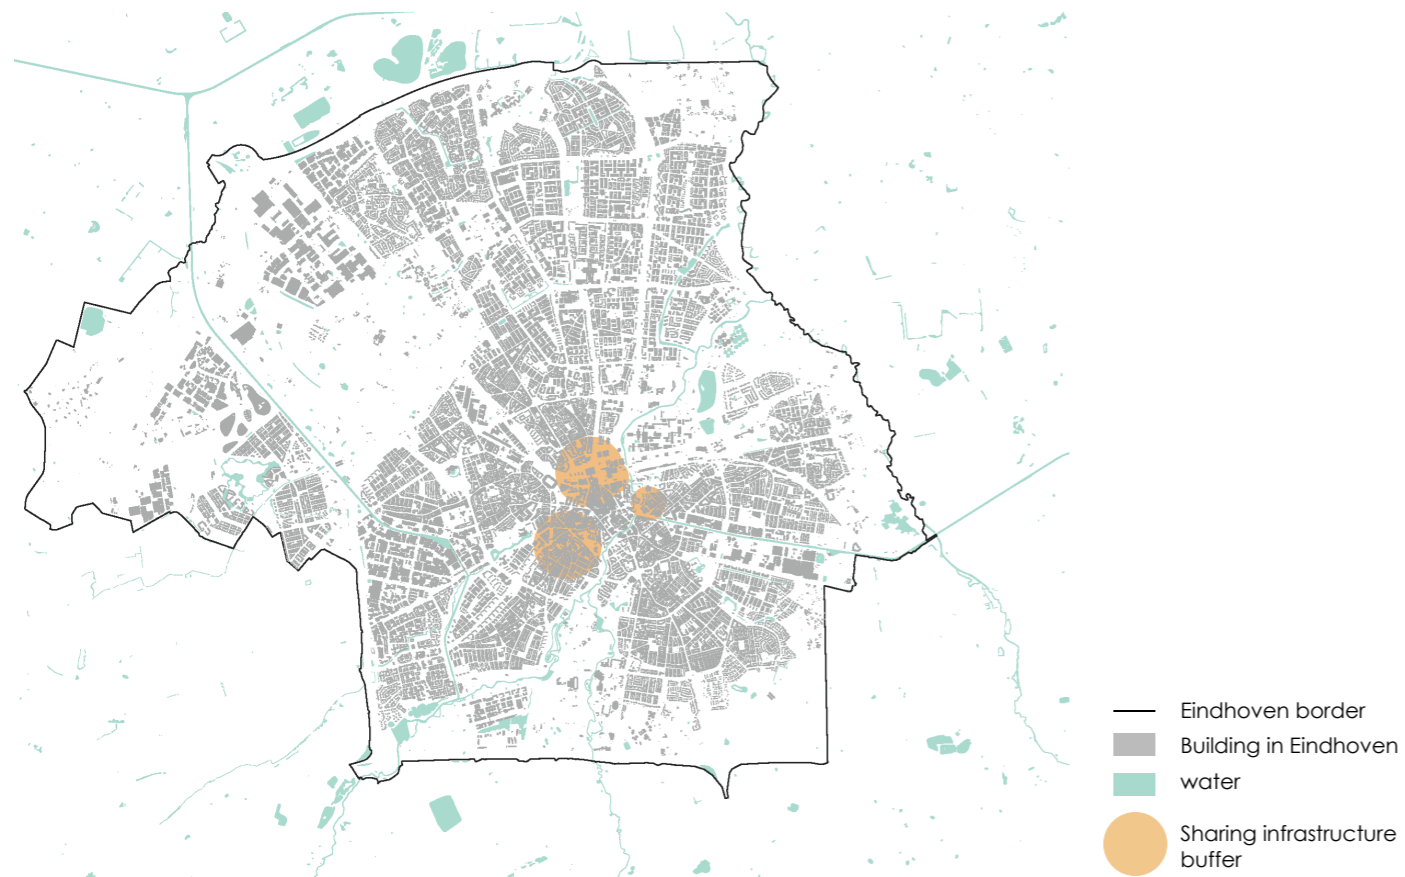 Eindhoven border
Building in Eindhoven
water
Sharing infrastructure
buffer